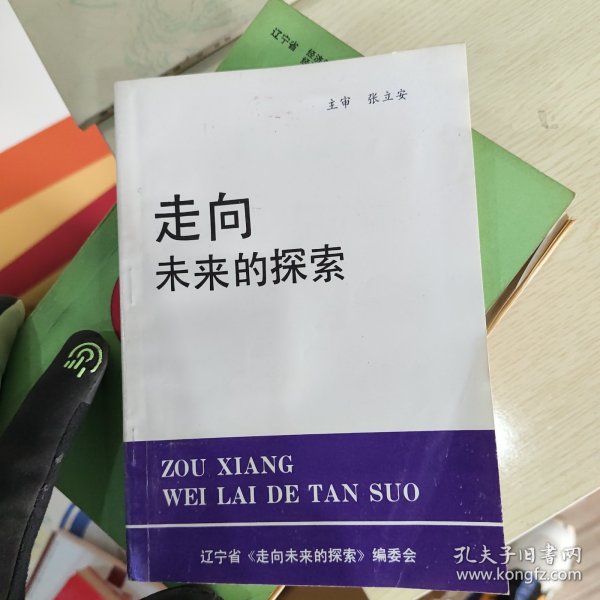 辽宁省 经济
主审 张立安
走向
未来的探索
ZOU XIANG
WEI LAI DE TAN SUO
辽宁省《走向未来的探索》编委会
孔夫子旧书网
www.kongfz.com